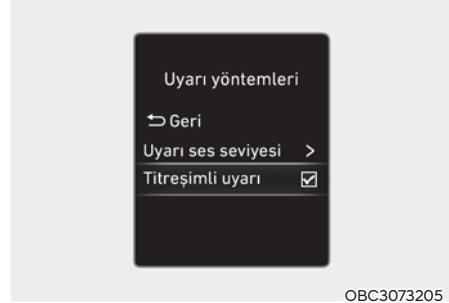 Uyarı yöntemleri
Geri
Uyarı ses seviyesi >
Titreşimli uyarı
OBC3073205